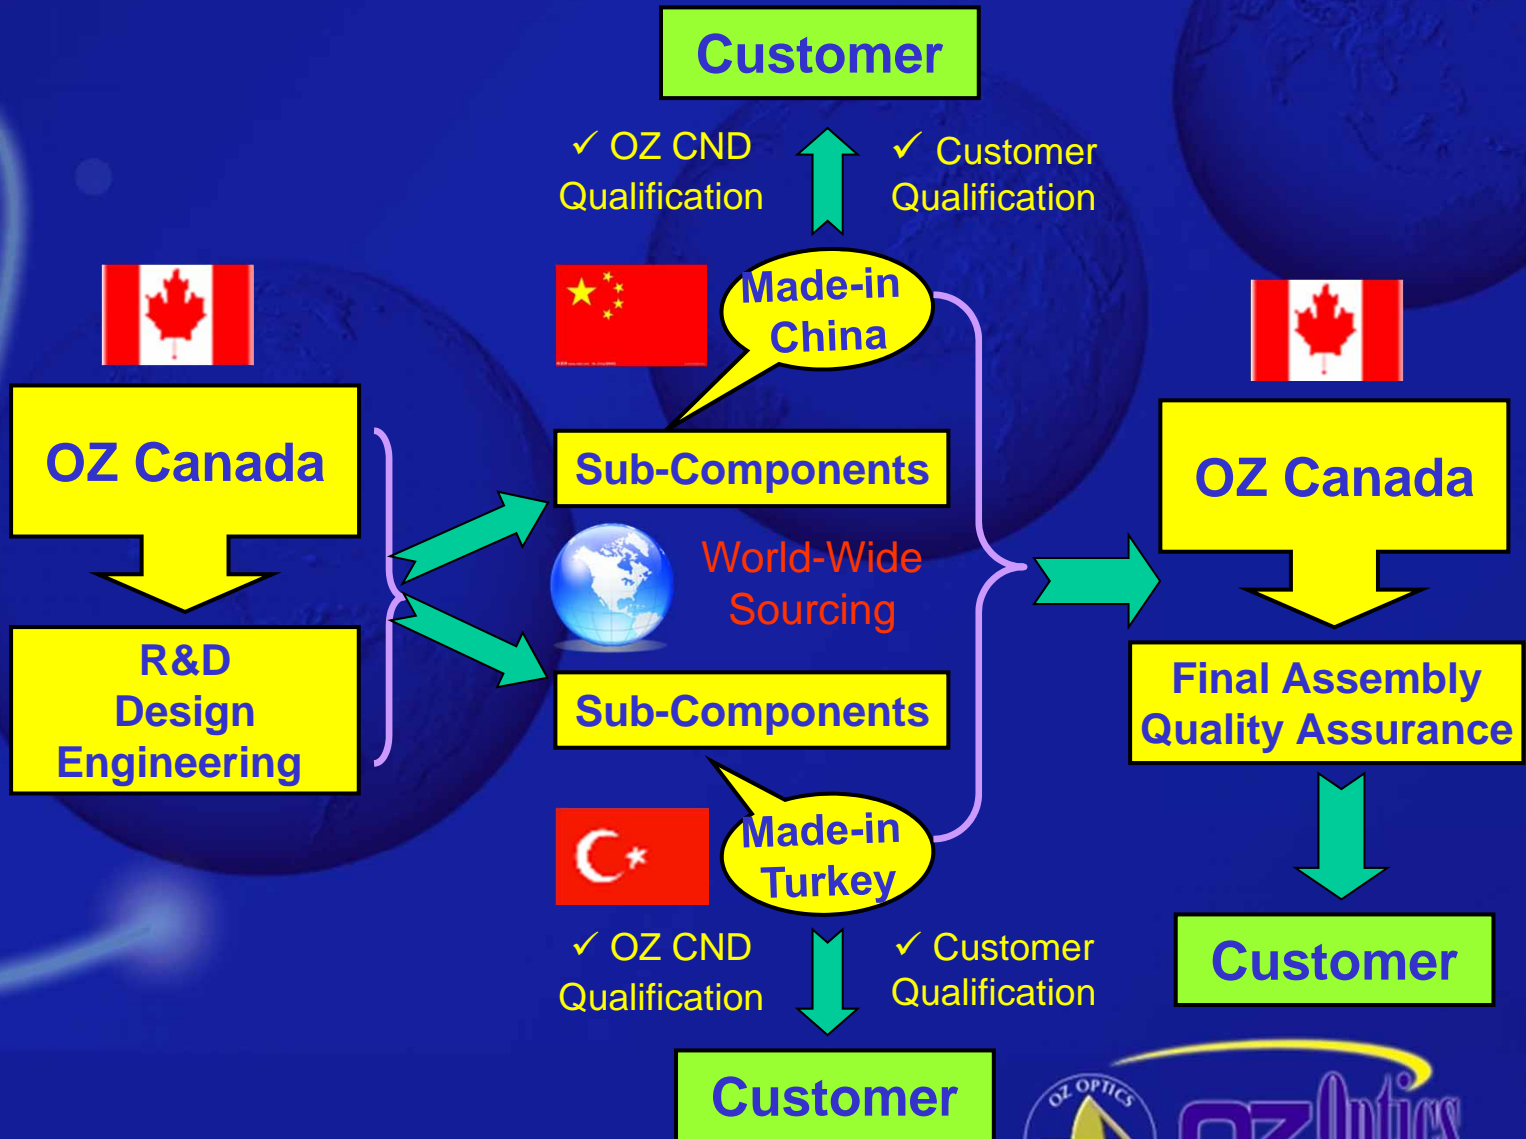 Customer
✓ OZ CND
Qualification
✓ Customer
Qualification
Made-in
China
OZ Canada
R&D
Design
Engineering
Sub-Components
World-Wide
Sourcing
Sub-Components
Made-in
Turkey
✓ OZ CND
Qualification
✓ Customer
Qualification
Customer
OZ Canada
Final Assembly
Quality Assurance
Customer
OZ OPTICS
OZ Optics